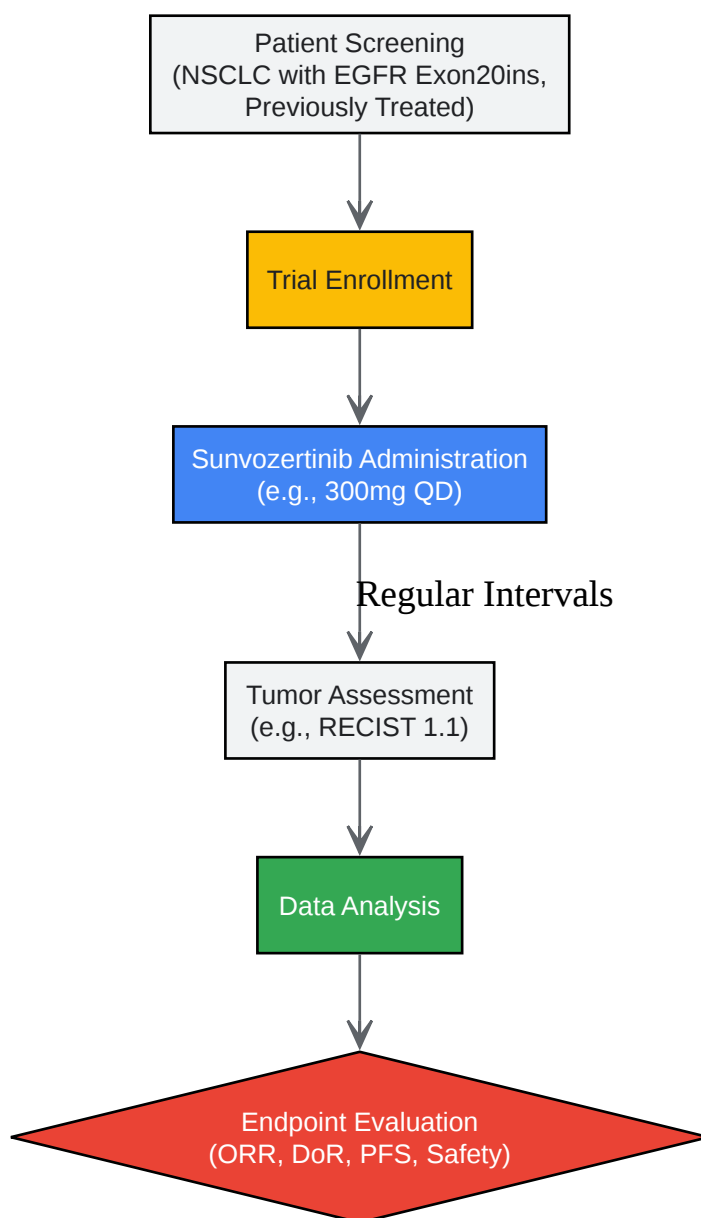 Patient Screening
(NSCLC with EGFR Exon20ins,
Previously Treated)
Trial Enrollment
Sunvozertinib Administration
(e.g., 300mg QD)
Regular Intervals
Tumor Assessment
(e.g., RECIST 1.1)
Data Analysis
Endpoint Evaluation
(ORR, DoR, PFS, Safety)